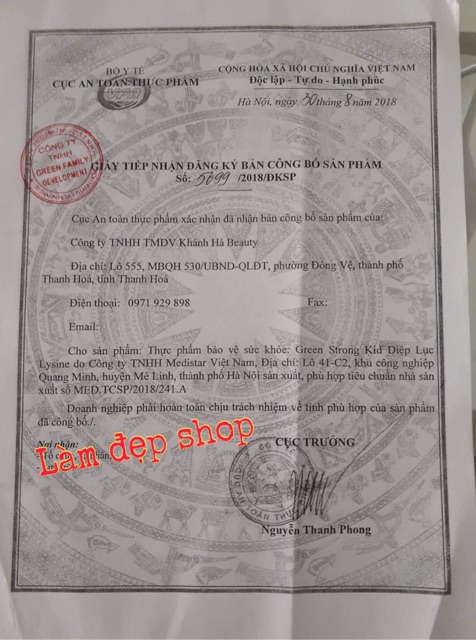 BỘ Y TẾ
CỤC AN TOÀN THỰC PHẨM
CỘNG HÒA XÃ HỘI CHỦ NGHĨA VIỆT NAM
Độc lập - Tự do - Hạnh phúc
Hà Nội, ngày 30 tháng 8 năm 2018
CÔNG TY
TNHH
GREEN FAMILY
DEVELOPMENT
GIẤY TIẾP NHẬN ĐĂNG KÝ BẢN CÔNG BỐ SẢN PHẨM
Số: 5699 /2018/ĐKSP
Cục An toàn thực phẩm xác nhận đã nhận bản công bố sản phẩm của:
Công ty TNHH TMDV Khánh Hà Beauty
Địa chỉ: Lô 555, MBQH 530/UBND-QLĐT, phường Đông Vệ, thành phố
Thanh Hoá, tỉnh Thanh Hoá
Điện thoại: 0971 929 898 Fax:
Email:
Cho sản phẩm: Thực phẩm bảo vệ sức khỏe: Green Strong Kid Diệp Lục
Lysine do Công ty TNHH Medistar Việt Nam, Địa chỉ: Lô 41-C2, khu công nghiệp
Quang Minh, huyện Mê Linh, thành phố Hà Nội sản xuất, phù hợp tiêu chuẩn nhà sản
xuất số MED.TCSP/2018/241.A
Doanh nghiệp phải hoàn toàn chịu trách nhiệm về tính phù hợp của sản phẩm
đã công bố./.
Nơi nhận:
Làm đẹp shop
CỤC TRƯỞNG
Nguyễn Thanh Phong